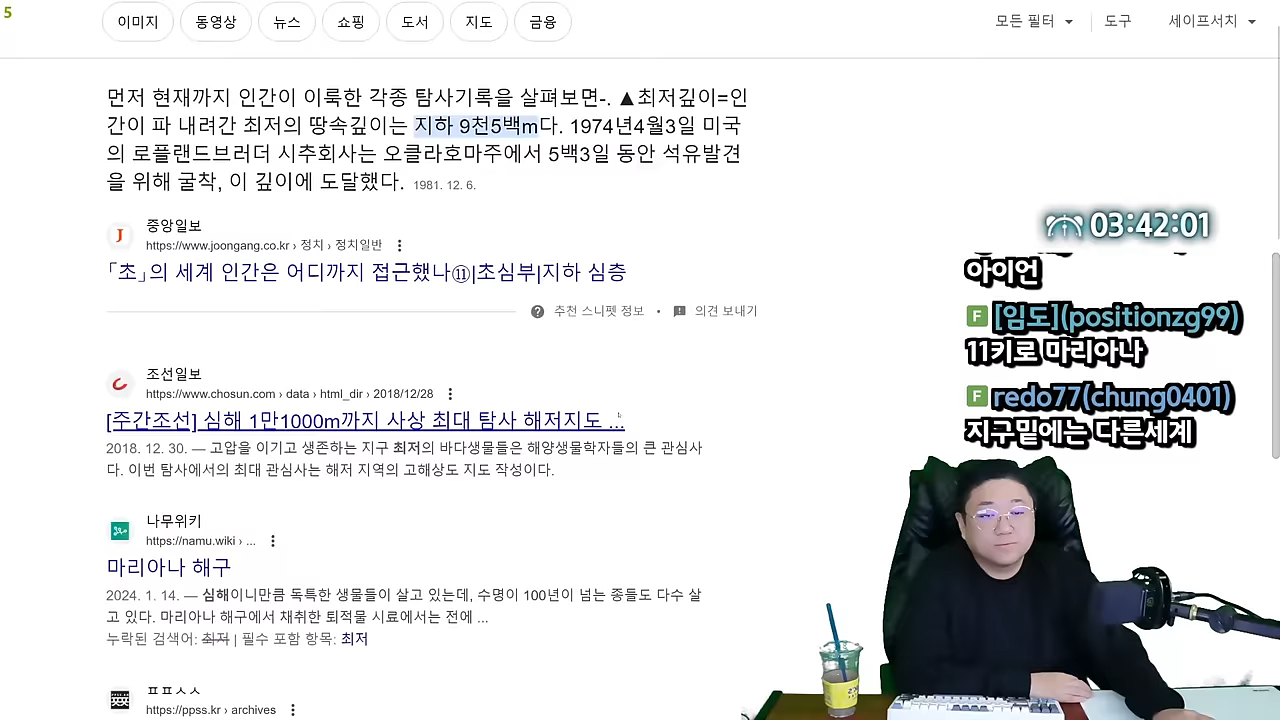 5
이미지
동영상
뉴스
쇼핑
도서
지도
금융
모든 필터
도구
세이프서치
먼저 현재까지 인간이 이룩한 각종 탐사기록을 살펴보면-. ▲최저깊이=인
간이 파 내려간 최저의 땅속깊이는 지하 9천5백m다. 1974년4월3일 미국
의 로플랜드브러더 시추회사는 오클라호마주에서 5백3일 동안 석유발견
을 위해 굴착, 이 깊이에 도달했다. 1981. 12. 6.
중앙일보
https://www.joongang.co.kr › 정치 › 정치일반
「초」의 세계 인간은 어디까지 접근했나⑪|초심부|지하 심층
추천 스니펫 정보 • 의견 보내기
조선일보
https://www.chosun.com › data › html_dir › 2018/12/28
[주간조선] 심해 1만1000m까지 사상 최대 탐사 해저지도 ...
2018. 12. 30. — 고압을 이기고 생존하는 지구 최저의 바다생물들은 해양생물학자들의 큰 관심사
다. 이번 탐사에서의 최대 관심사는 해저 지역의 고해상도 지도 작성이다.
나무위키
https://namu.wiki › ...
마리아나 해구
2024. 1. 14. — 심해이니만큼 독특한 생물들이 살고 있는데, 수명이 100년이 넘는 종들도 다수 살
고 있다. 마리아나 해구에서 채취한 퇴적물 시료에서는 전에 ...
누락된 검색어: 최저 | 필수 포함 항목: 최저
ㅍㅍㅅㅅ
https://ppss.kr › archives
03:42:01
아이언
F [임도](positionzg99)
11키로 마리아나
F redo77(chung0401)
지구밑에는 다른세계